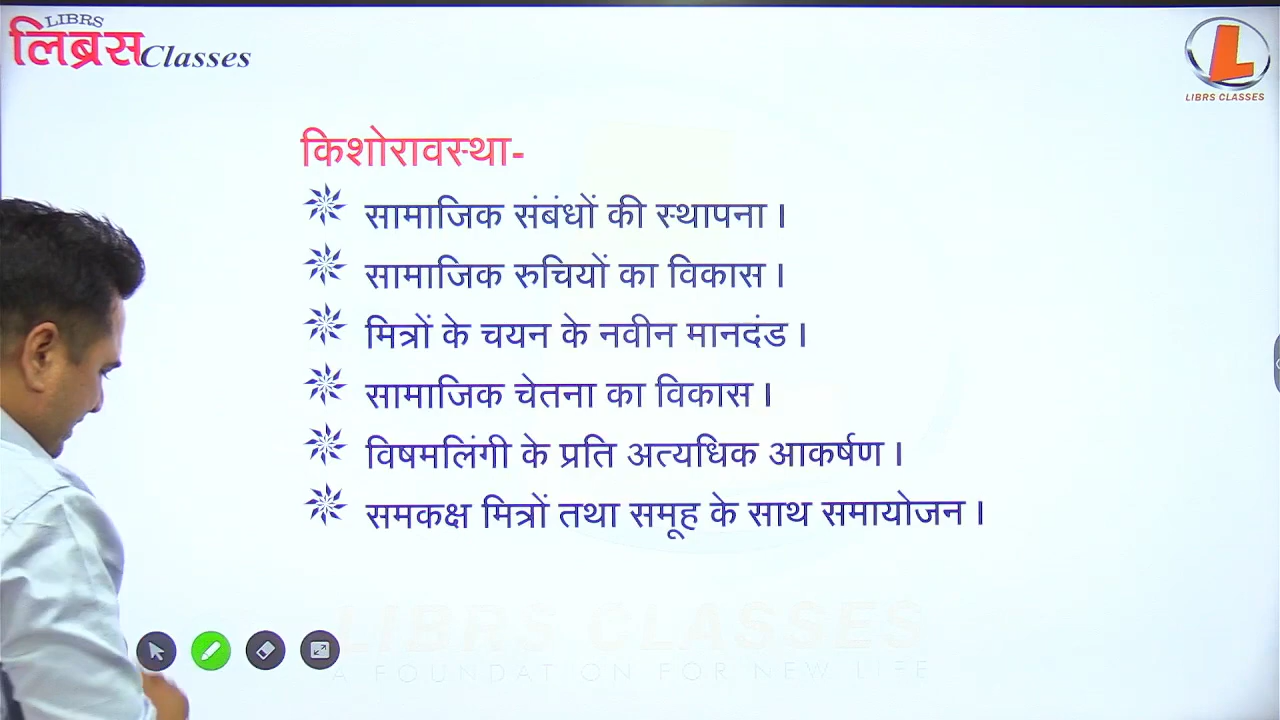 LIBRS
लिब्रस Classes
LIBRS CLASSES
किशोरावस्था-
सामाजिक संबंधों की स्थापना ।
सामाजिक रुचियों का विकास ।
मित्रों के चयन के नवीन मानदंड ।
सामाजिक चेतना का विकास ।
विषमलिंगी के प्रति अत्यधिक आकर्षण ।
समकक्ष मित्रों तथा समूह के साथ समायोजन ।
LIBRS CLASSES
A FOUNDATION FOR NEW LIFE